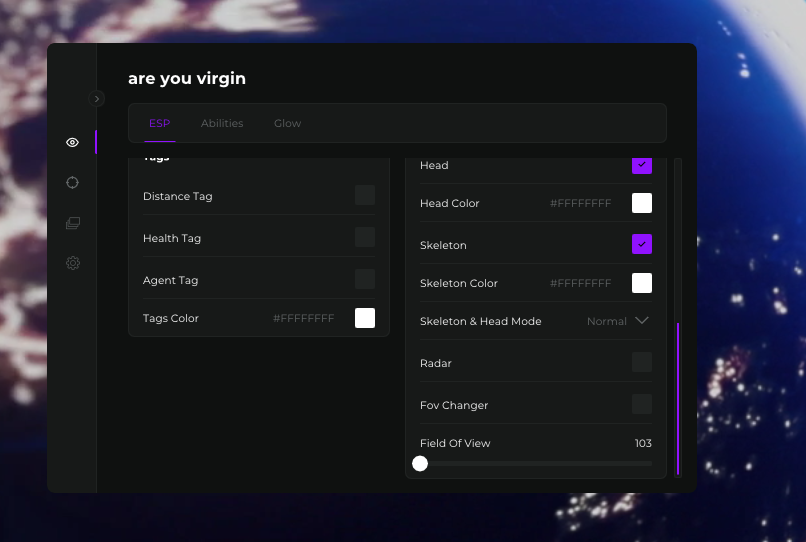 are you virgin
ESP
Abilities
Glow
Tags
Distance Tag
Health Tag
Agent Tag
Tags Color #FFFFFFFF
Head
Head Color #FFFFFFFF
Skeleton
Skeleton Color #FFFFFFFF
Skeleton & Head Mode Normal
Radar
Fov Changer
Field Of View 103